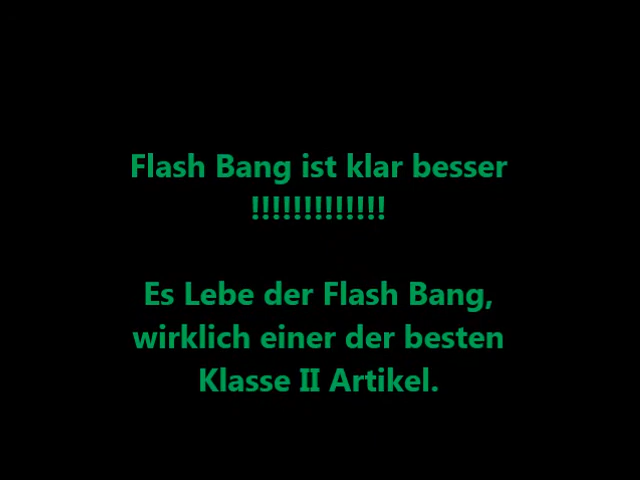 Flash Bang ist klar besser
!!!!!!!!!!!!!
Es Lebe der Flash Bang,
wirklich einer der besten
Klasse II Artikel.